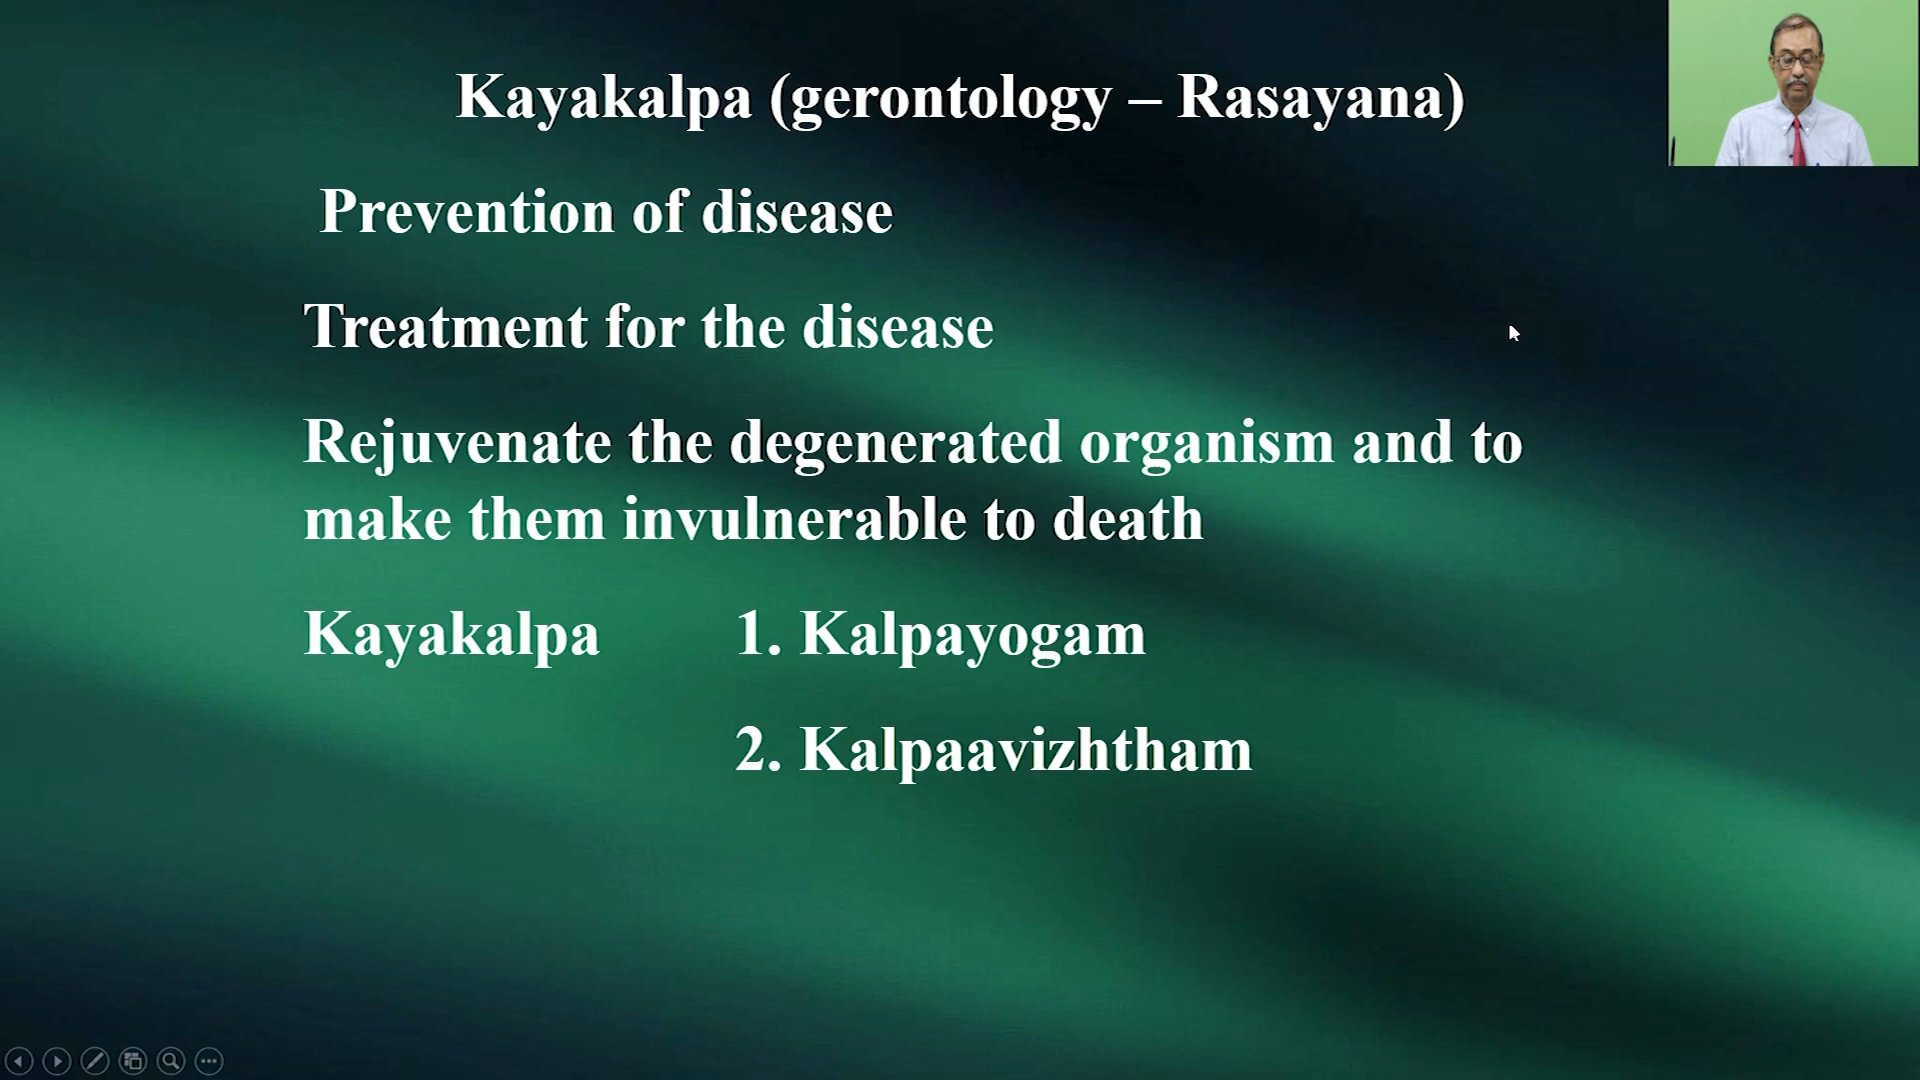 Kayakalpa (gerontology – Rasayana)
Prevention of disease
Treatment for the disease
Rejuvenate the degenerated organism and to
make them invulnerable to death
Kayakalpa 1. Kalpayogam
2. Kalpaavizhtham